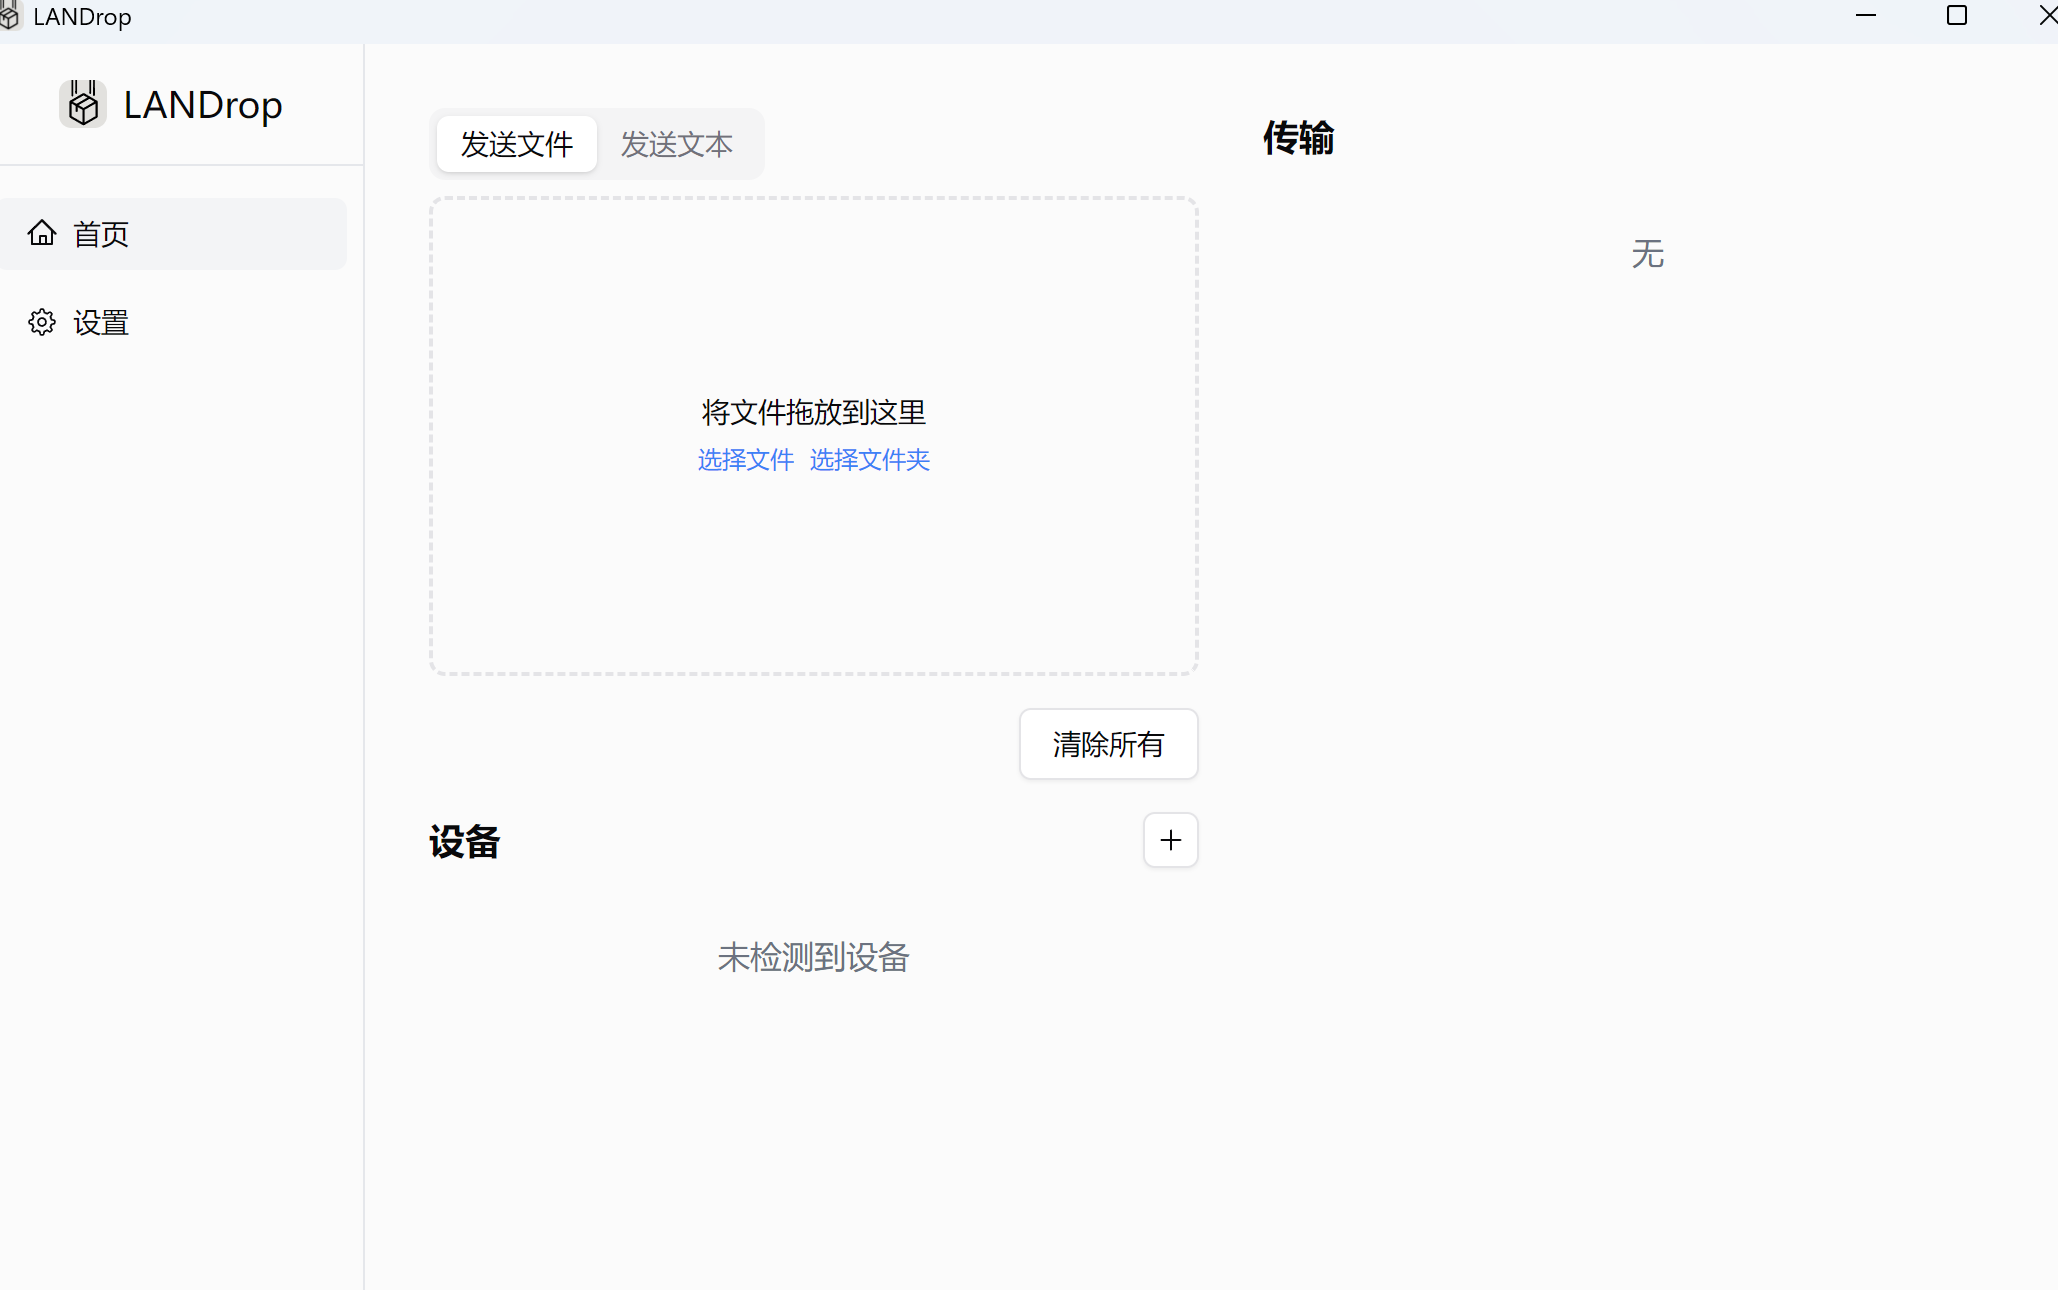 LANDrop
LANDrop
首页
设置
发送文件 发送文本
将文件拖放到这里
选择文件 选择文件夹
清除所有
设备
未检测到设备
传输
无